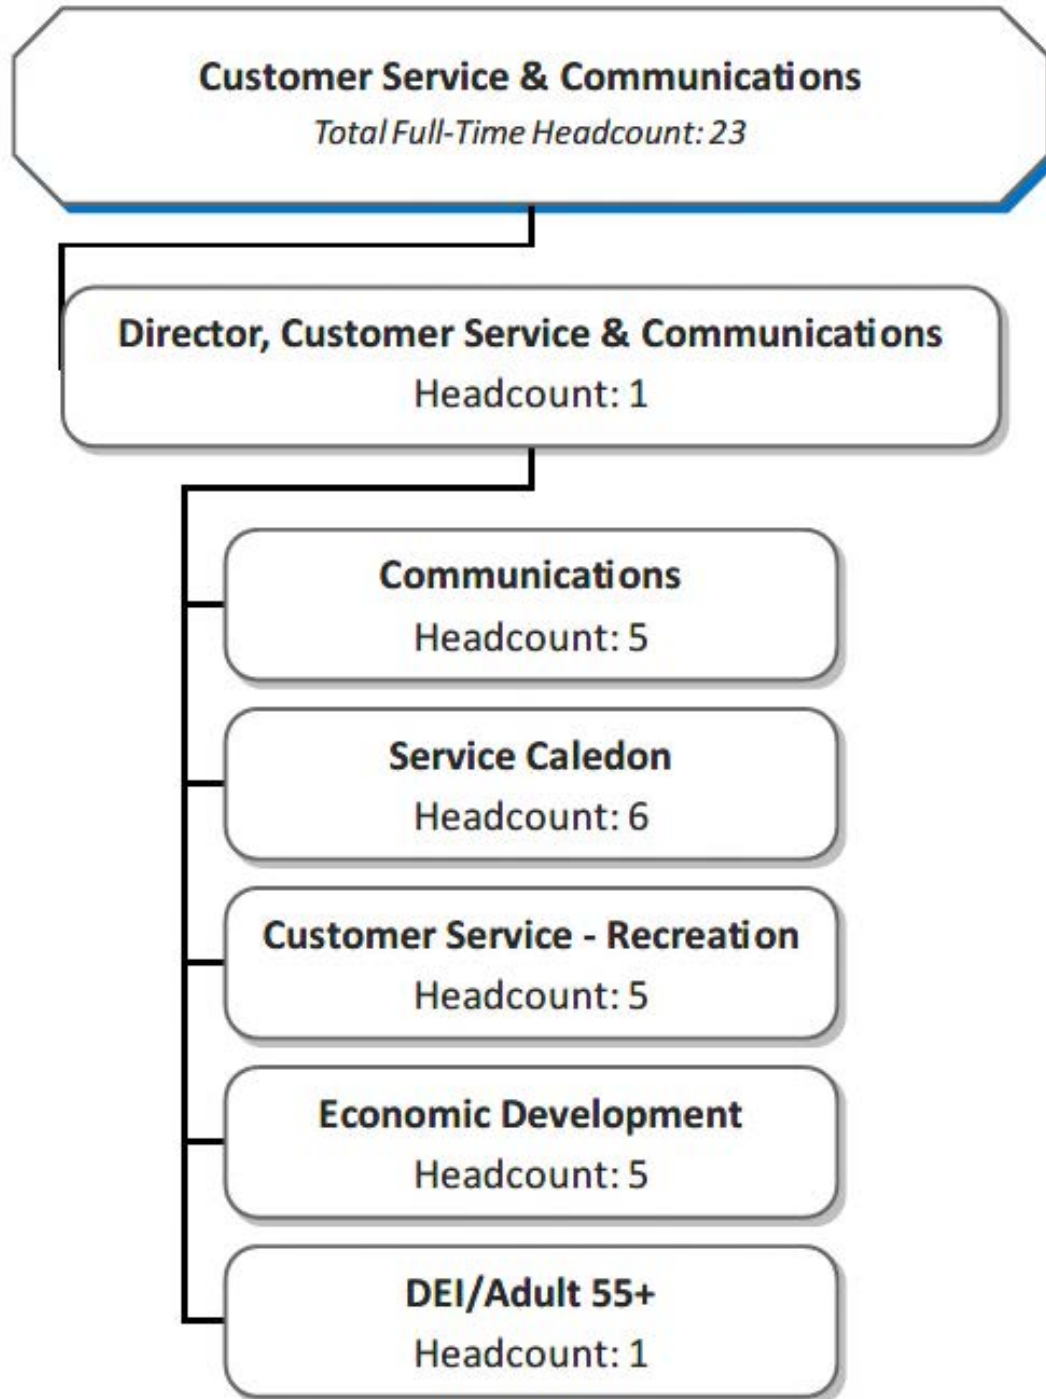 Customer Service & Communications
Total Full-Time Headcount: 23
Director, Customer Service & Communications
Headcount: 1
Communications
Headcount: 5
Service Caledon
Headcount: 6
Customer Service - Recreation
Headcount: 5
Economic Development
Headcount: 5
DEI/Adult 55+
Headcount: 1